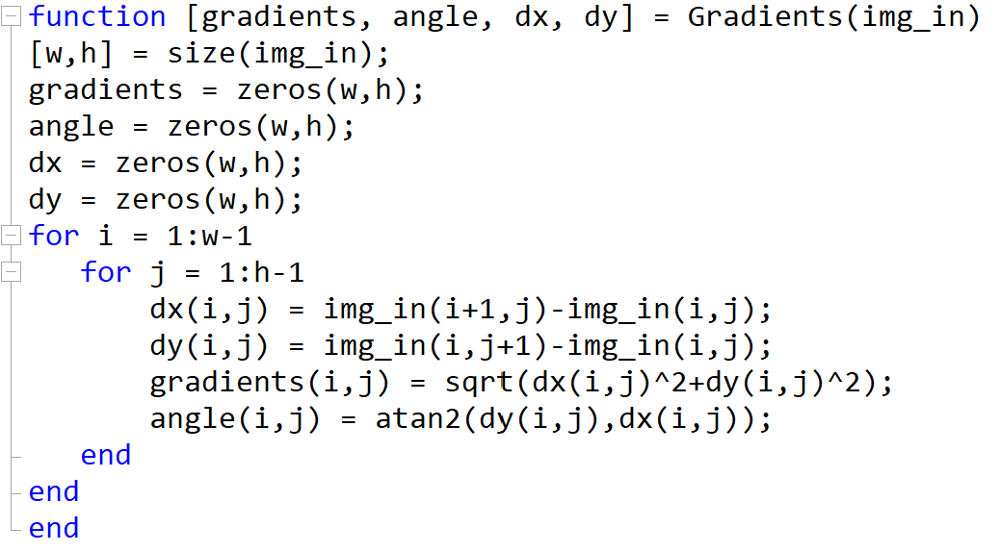 function [gradients, angle, dx, dy] = Gradients(img_in)
[w,h] = size(img_in);
gradients = zeros(w,h);
angle = zeros(w,h);
dx = zeros(w,h);
dy = zeros(w,h);
for i = 1:w-1
   for j = 1:h-1
       dx(i,j) = img_in(i+1,j)-img_in(i,j);
       dy(i,j) = img_in(i,j+1)-img_in(i,j);
       gradients(i,j) = sqrt(dx(i,j)^2+dy(i,j)^2);
       angle(i,j) = atan2(dy(i,j),dx(i,j));
   end
end
end